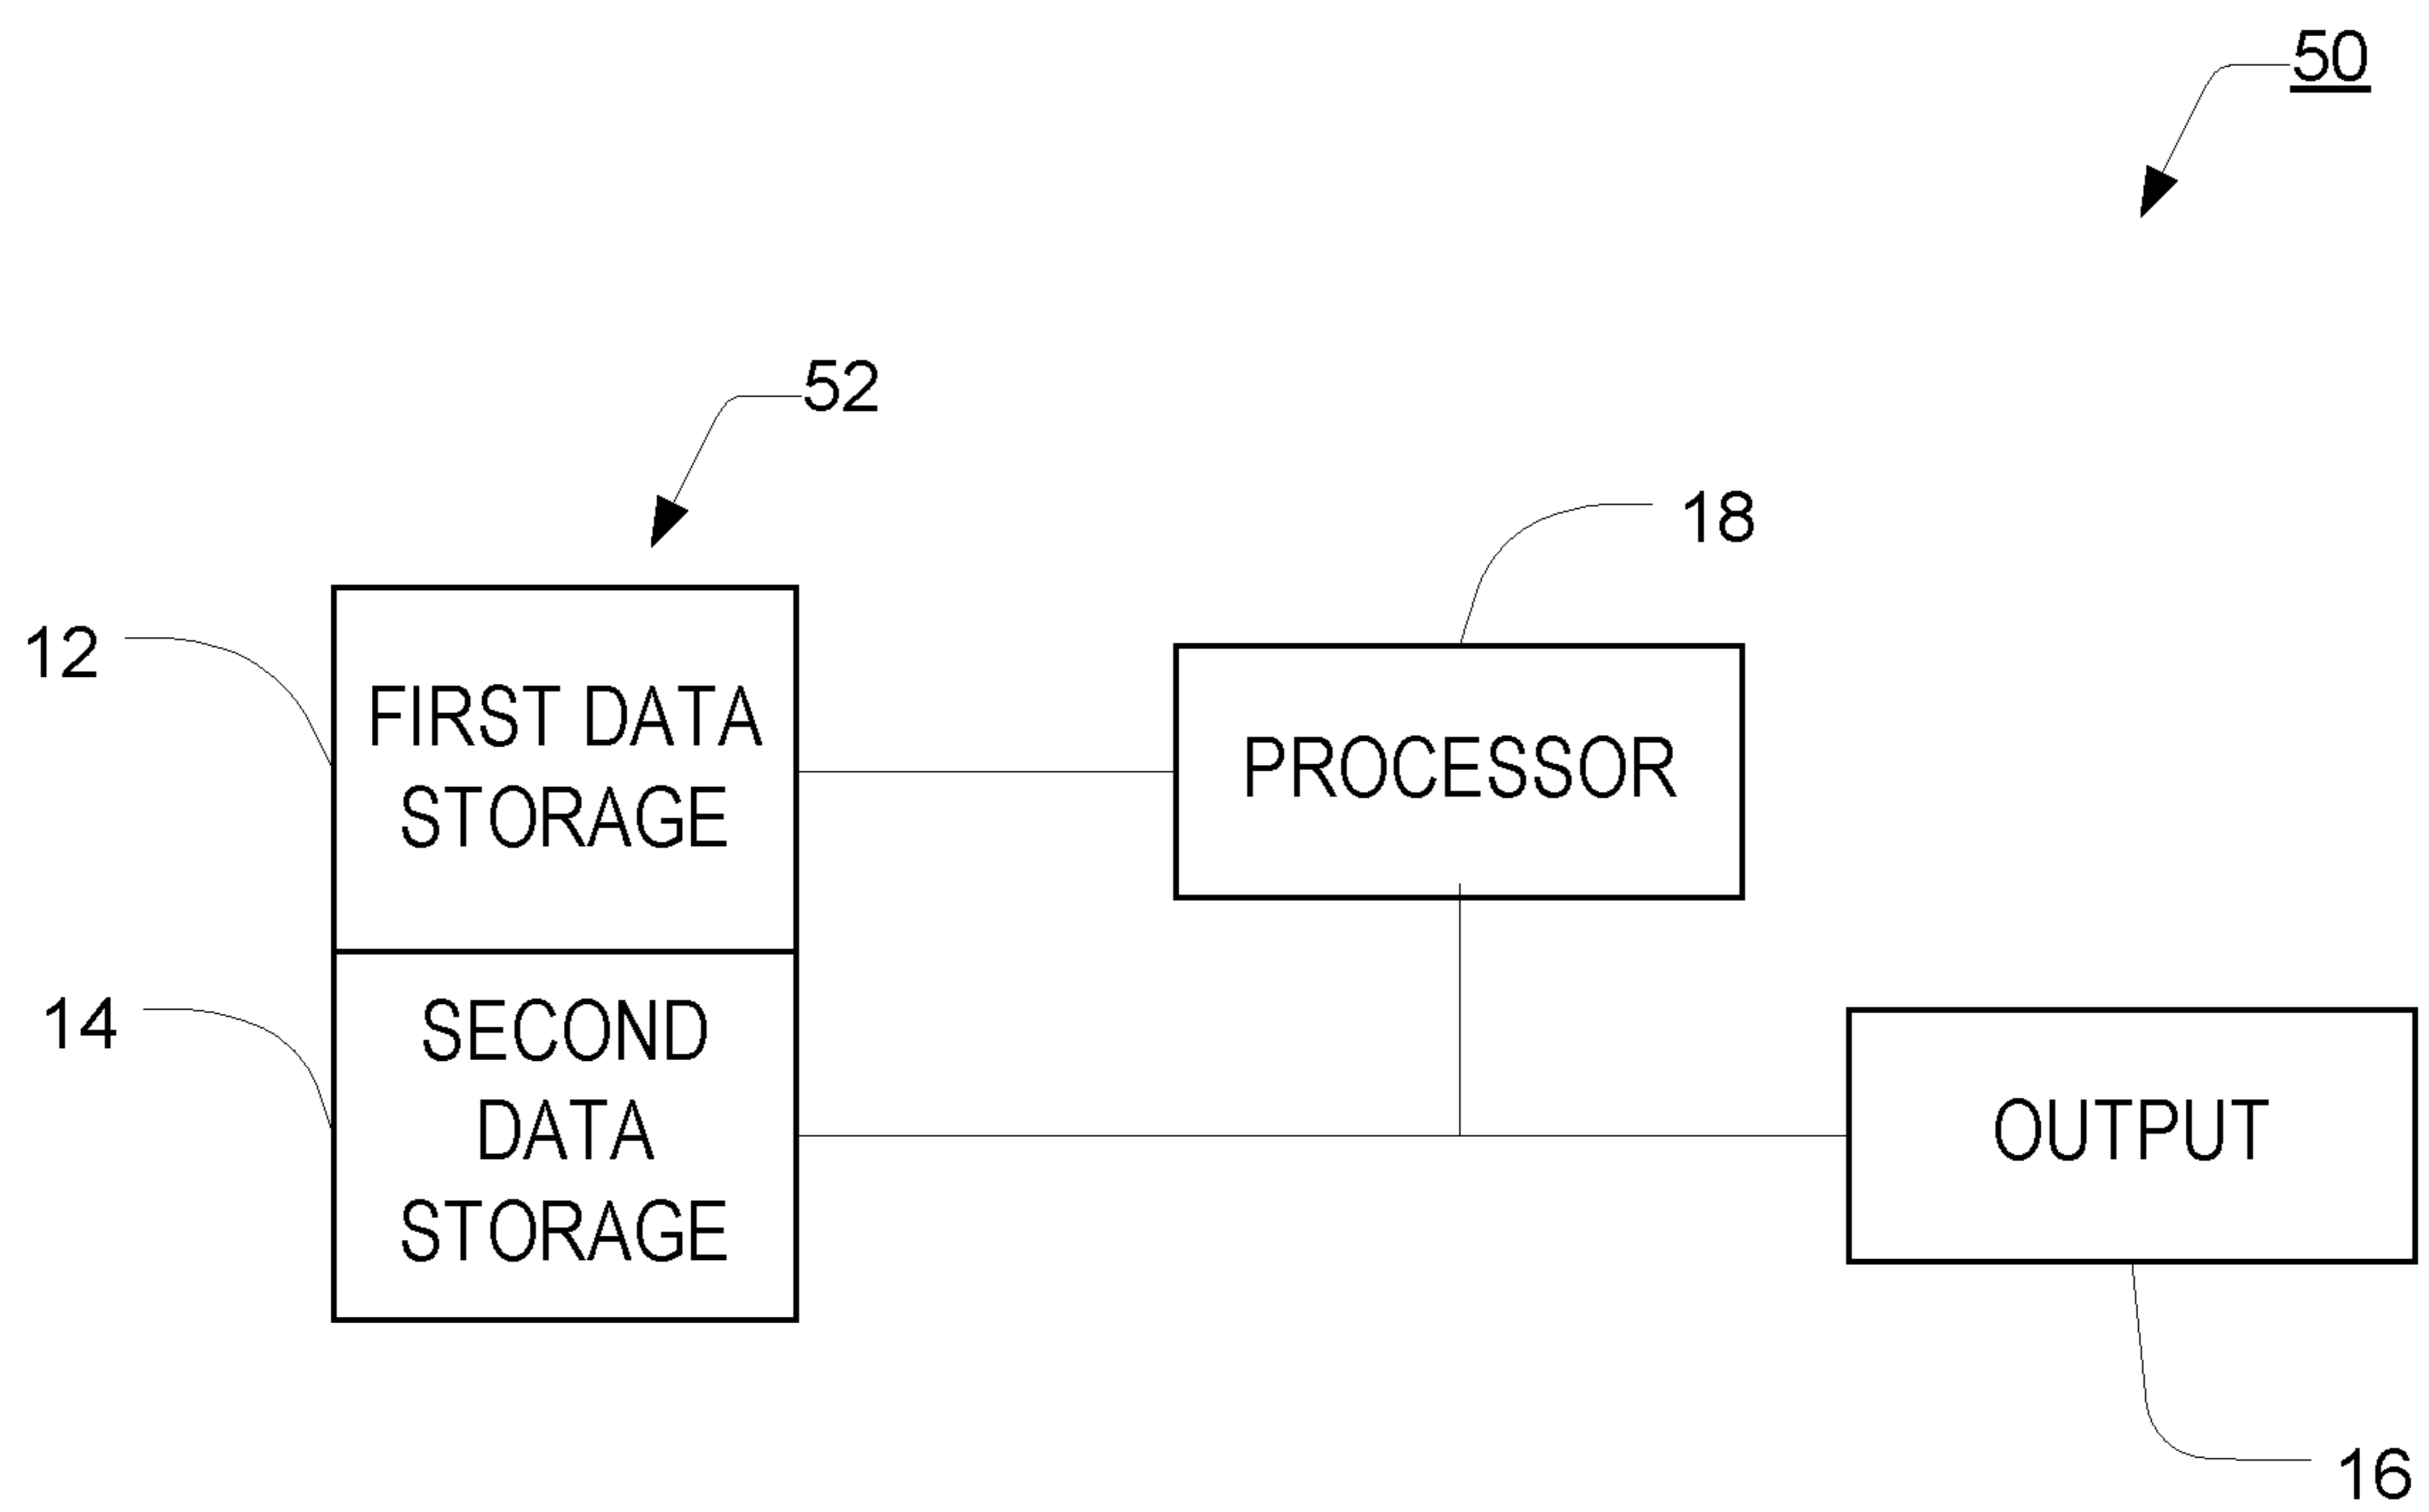 50
52
18
12
FIRST DATA
STORAGE
PROCESSOR
14
SECOND
DATA
STORAGE
OUTPUT
16